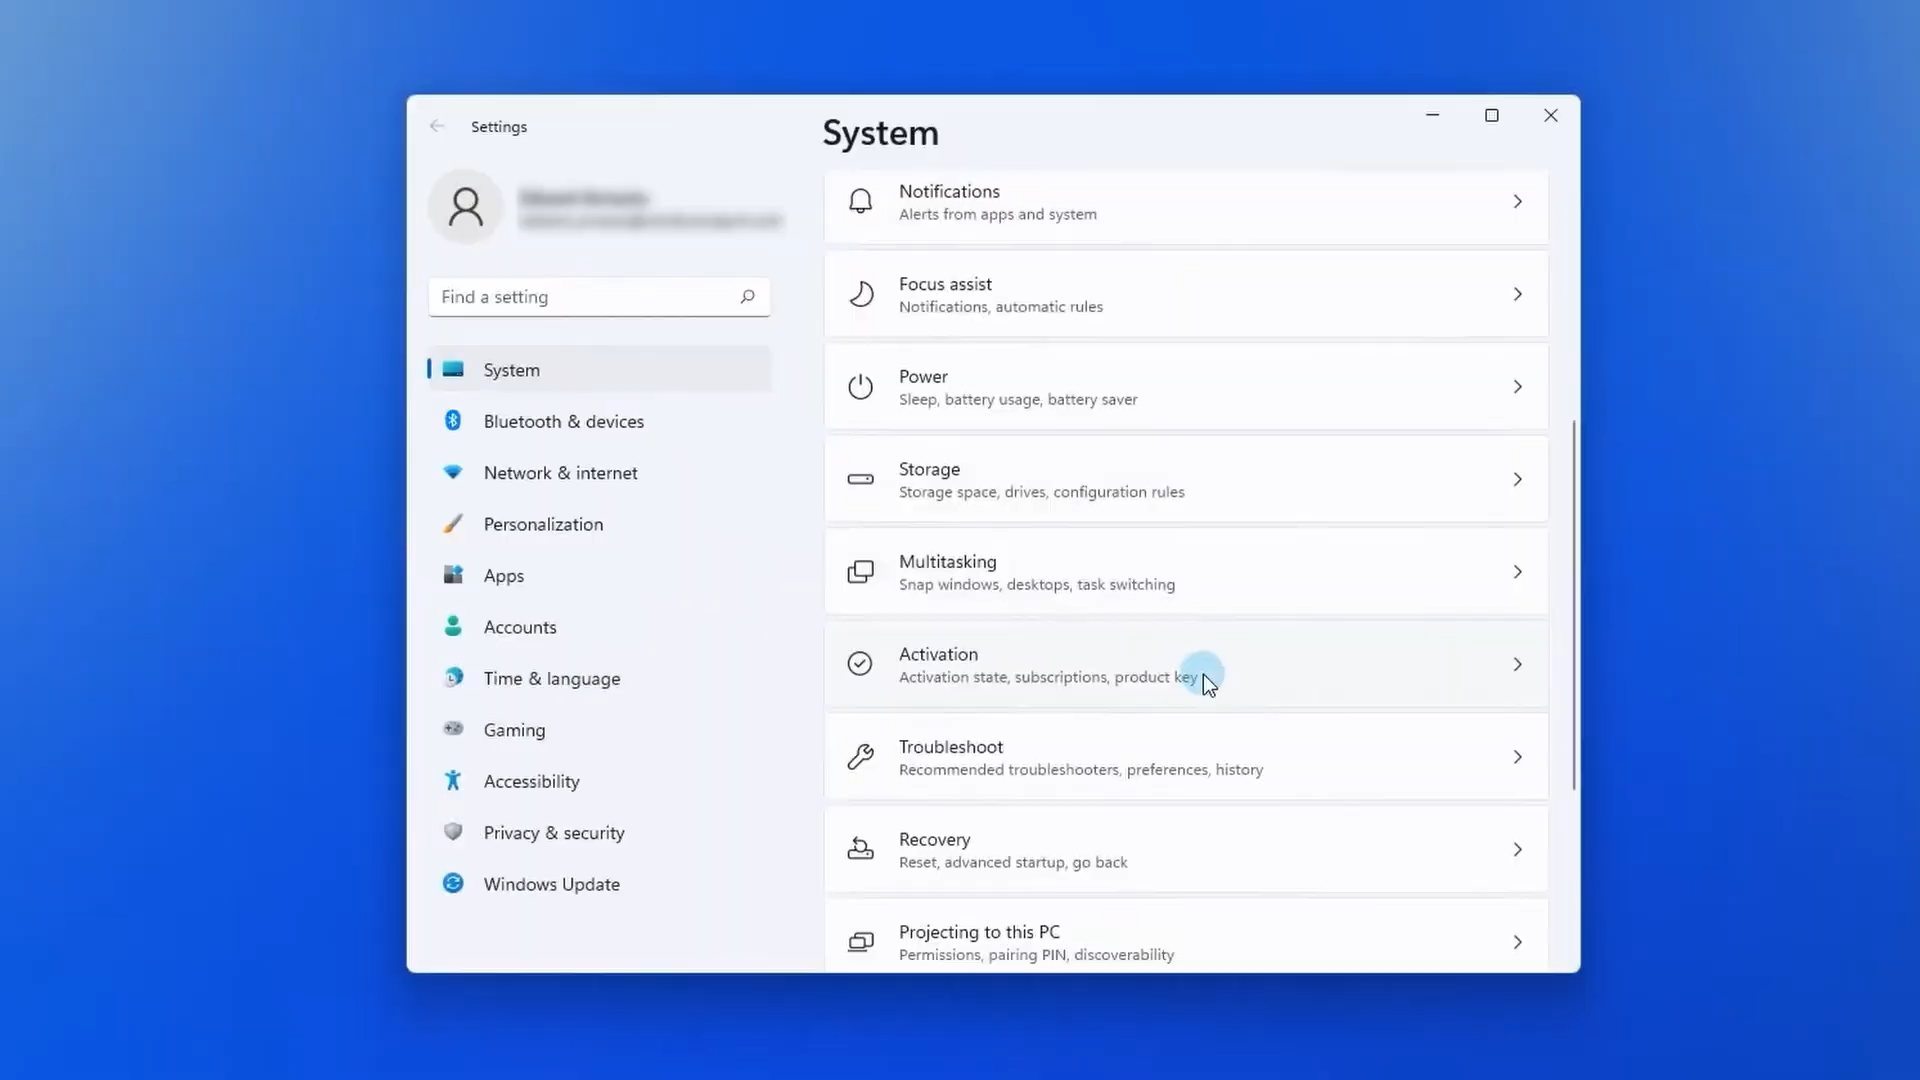 Settings
System
Find a setting
System
Bluetooth & devices
Network & internet
Personalization
Apps
Accounts
Time & language
Gaming
Accessibility
Privacy & security
Windows Update
Notifications
Alerts from apps and system
Focus assist
Notifications, automatic rules
Power
Sleep, battery usage, battery saver
Storage
Storage space, drives, configuration rules
Multitasking
Snap windows, desktops, task switching
Activation
Activation state, subscriptions, product key
Troubleshoot
Recommended troubleshooters, preferences, history
Recovery
Reset, advanced startup, go back
Projecting to this PC
Permissions, pairing PIN, discoverability